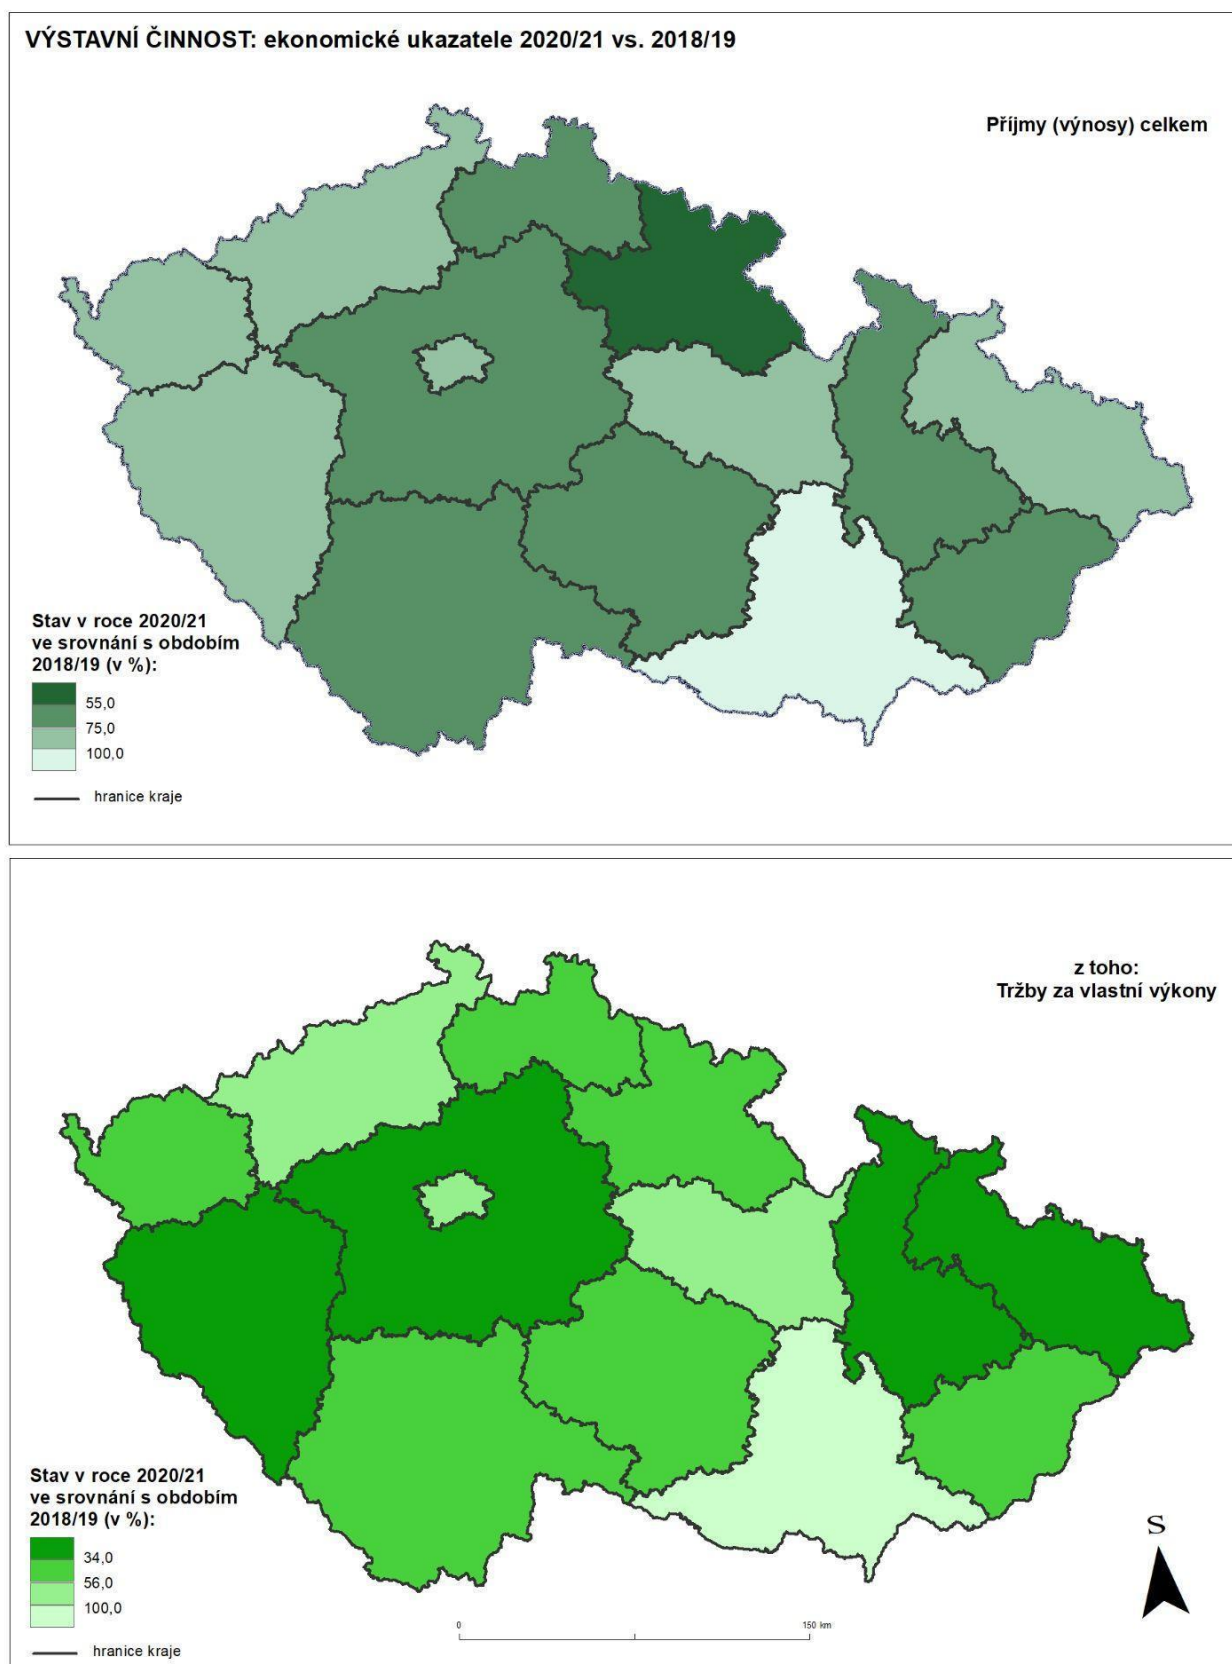 VÝSTAVNÍ ČINNOST: ekonomické ukazatele 2020/21 vs. 2018/19
Příjmy (výnosy) celkem
Stav v roce 2020/21
ve srovnání s obdobím
2018/19 (v %):
55,0
75,0
100,0
hranice kraje
z toho:
Tržby za vlastní výkony
Stav v roce 2020/21
ve srovnání s obdobím
2018/19 (v %):
34,0
56,0
100,0
hranice kraje
S
0 150 km